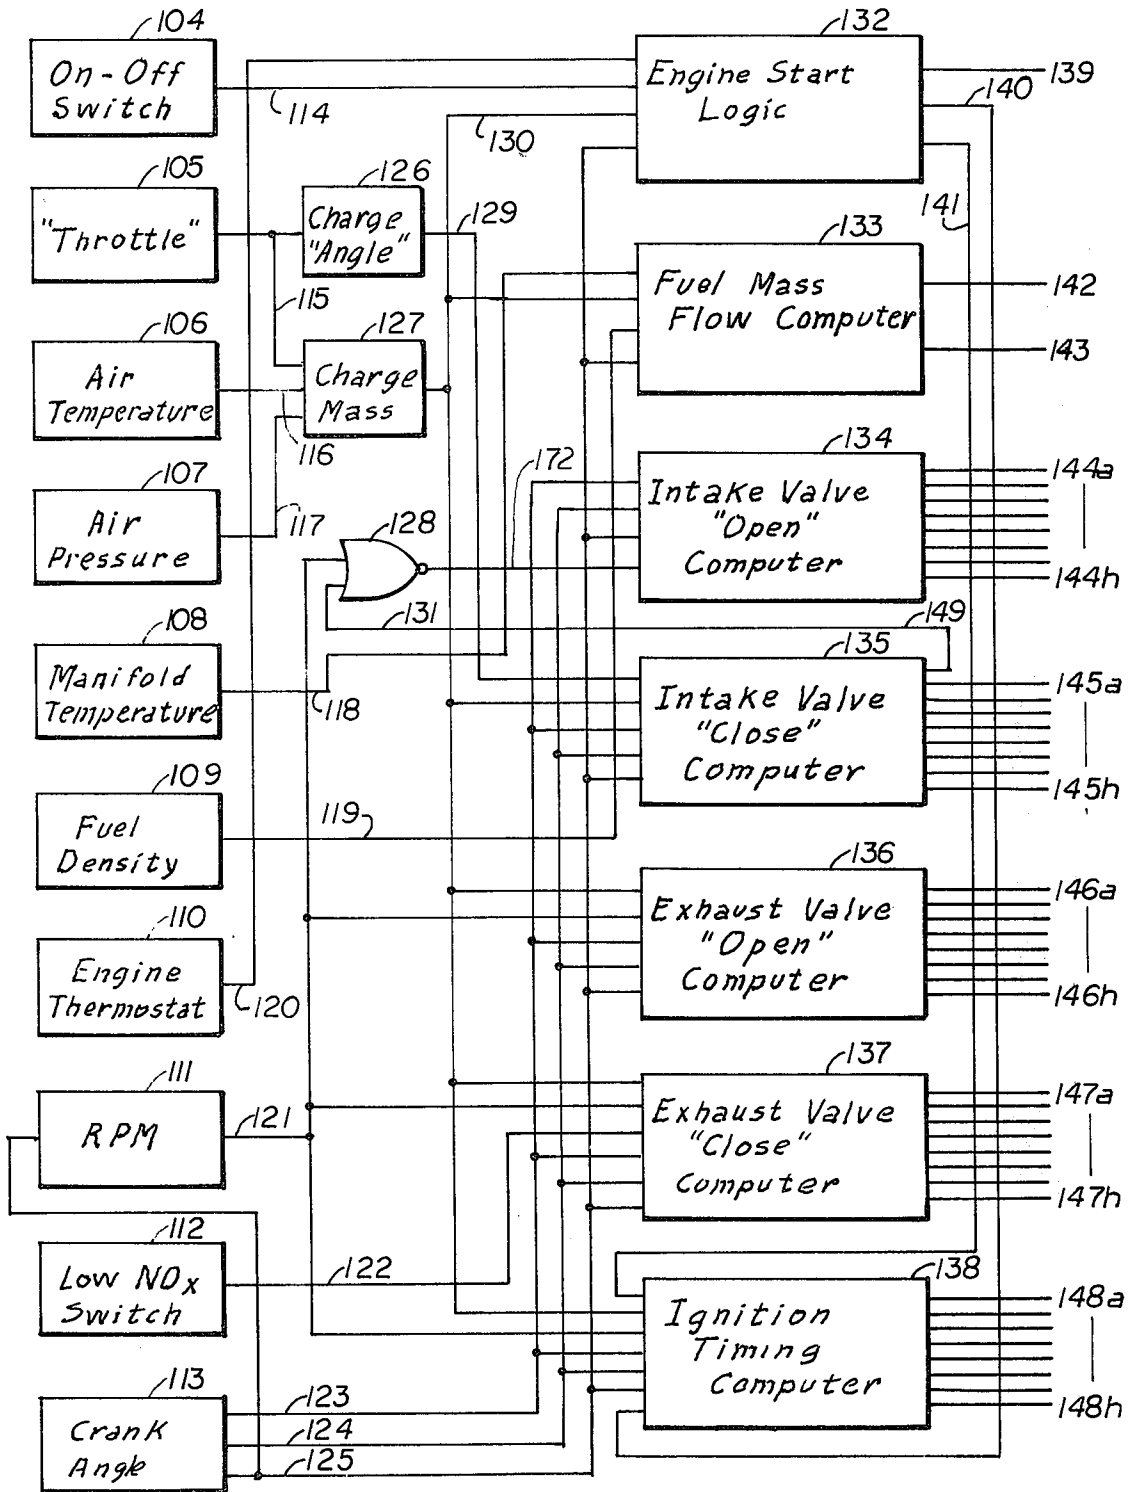 104
On-Off
Switch
114
105
"Throttle"
115
106
Air
Temperature
116
107
Air
Pressure
117
108
Manifold
Temperature
118
109
Fuel
Density
119
110
Engine
Thermostat
120
111
RPM
121
112
Low NOx
Switch
122
113
Crank
Angle
123
124
125
126
Charge
"Angle"
129
127
Charge
Mass
130
128
131
172
132
Engine Start
Logic
139
140
141
133
Fuel Mass
Flow Computer
142
143
134
Intake Valve
"Open"
Computer
144a
144h
149
135
Intake Valve
"Close"
Computer
145a
145h
136
Exhaust Valve
"Open"
Computer
146a
146h
137
Exhaust Valve
"Close"
Computer
147a
147h
138
Ignition
Timing
Computer
148a
148h